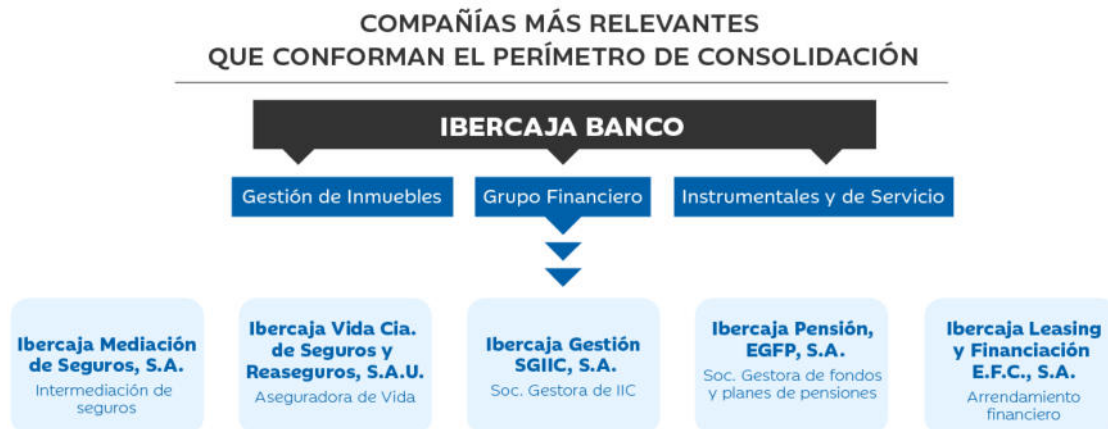 COMPAÑÍAS MÁS RELEVANTES
QUE CONFORMAN EL PERÍMETRO DE CONSOLIDACIÓN
IBERCAJA BANCO
Gestión de Inmuebles
Grupo Financiero
Instrumentales y de Servicio
Ibercaja Mediación
de Seguros, S.A.
Intermediación de
seguros
Ibercaja Vida Cia.
de Seguros y
Reaseguros, S.A.U.
Aseguradora de Vida
Ibercaja Gestión
SGIIC, S.A.
Soc. Gestora de IIC
Ibercaja Pensión,
EGFP, S.A.
Soc. Gestora de fondos
y planes de pensiones
Ibercaja Leasing
y Financiación
E.F.C., S.A.
Arrendamiento
financiero